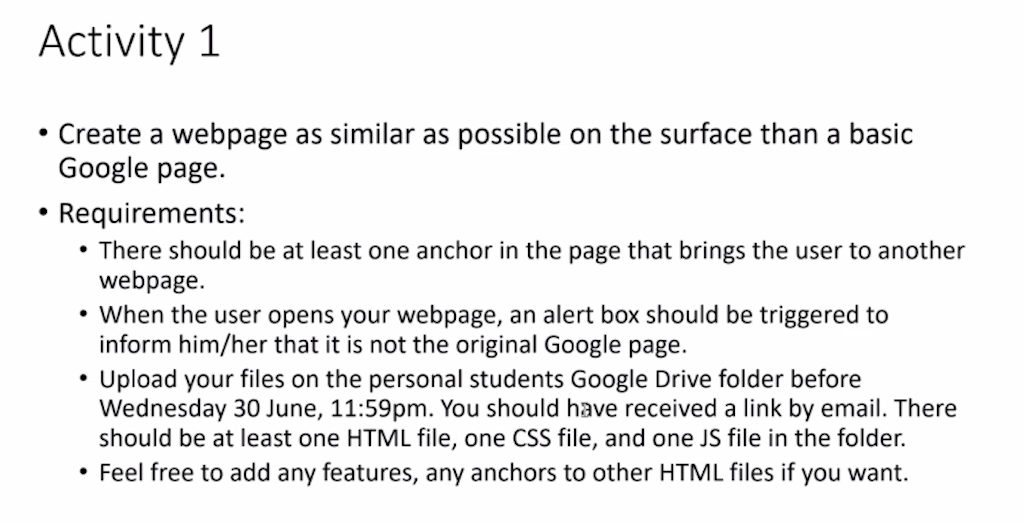 Activity 1
• Create a webpage as similar as possible on the surface than a basic
Google page.
• Requirements:
• There should be at least one anchor in the page that brings the user to another
webpage.
• When the user opens your webpage, an alert box should be triggered to
inform him/her that it is not the original Google page.
• Upload your files on the personal students Google Drive folder before
Wednesday 30 June, 11:59pm. You should have received a link by email. There
should be at least one HTML file, one CSS file, and one JS file in the folder.
• Feel free to add any features, any anchors to other HTML files if you want.